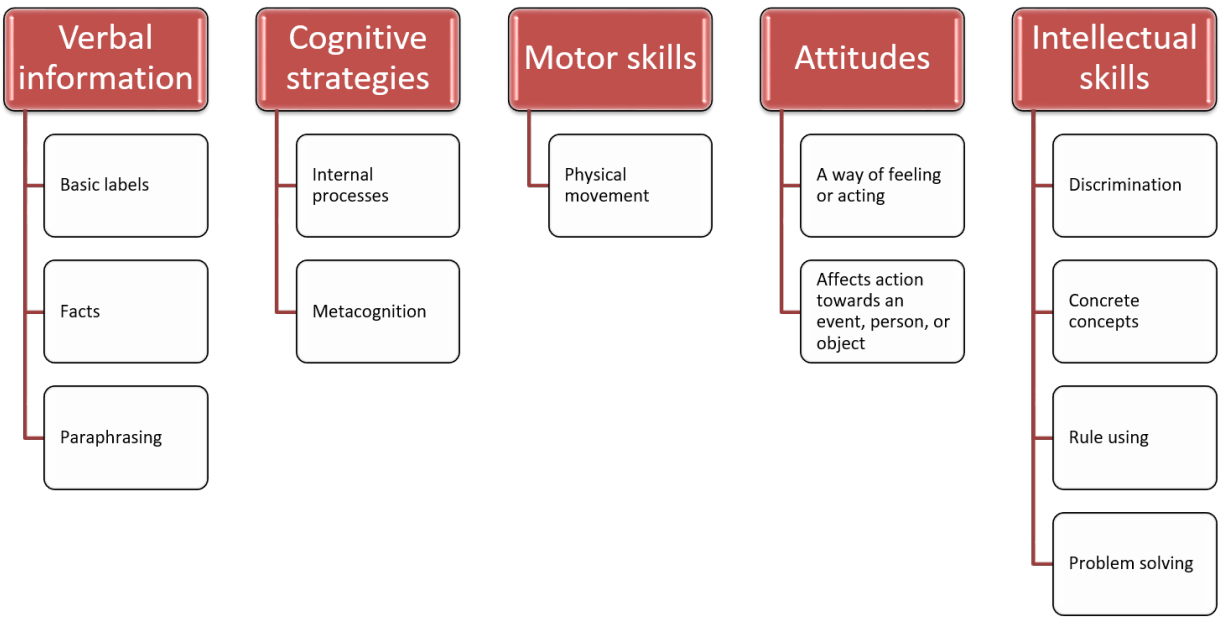 Verbal
information
Basic labels
Facts
Paraphrasing
Cognitive
strategies
Internal
processes
Metacognition
Motor skills
Physical
movement
Attitudes
A way of feeling
or acting
Affects action
towards an
event, person, or
object
Intellectual
skills
Discrimination
Concrete
concepts
Rule using
Problem solving